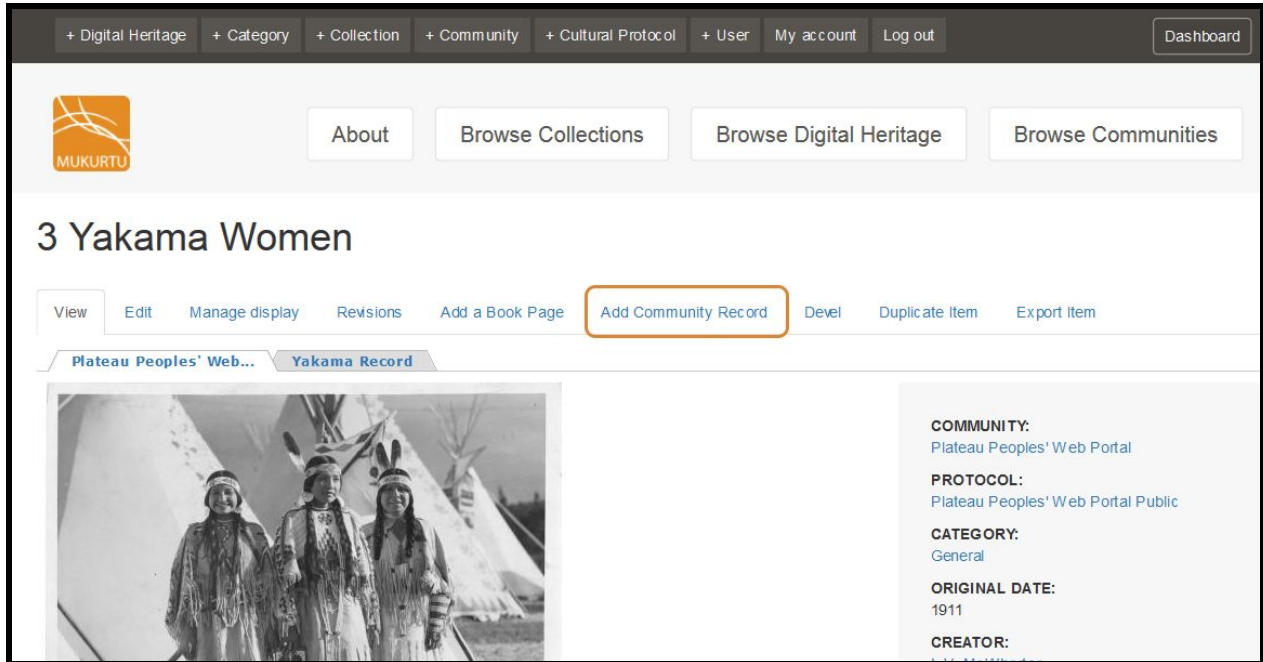 + Digital Heritage + Category + Collection + Community + Cultural Protocol + User My account Log out Dashboard
MUKURTU
About Browse Collections Browse Digital Heritage Browse Communities
3 Yakama Women
View Edit Manage display Revisions Add a Book Page Add Community Record Devel Duplicate Item Export Item
Plateau Peoples' Web... Yakama Record
COMMUNITY:
Plateau Peoples' Web Portal
PROTOCOL:
Plateau Peoples' Web Portal Public
CATEGORY:
General
ORIGINAL DATE:
1911
CREATOR: